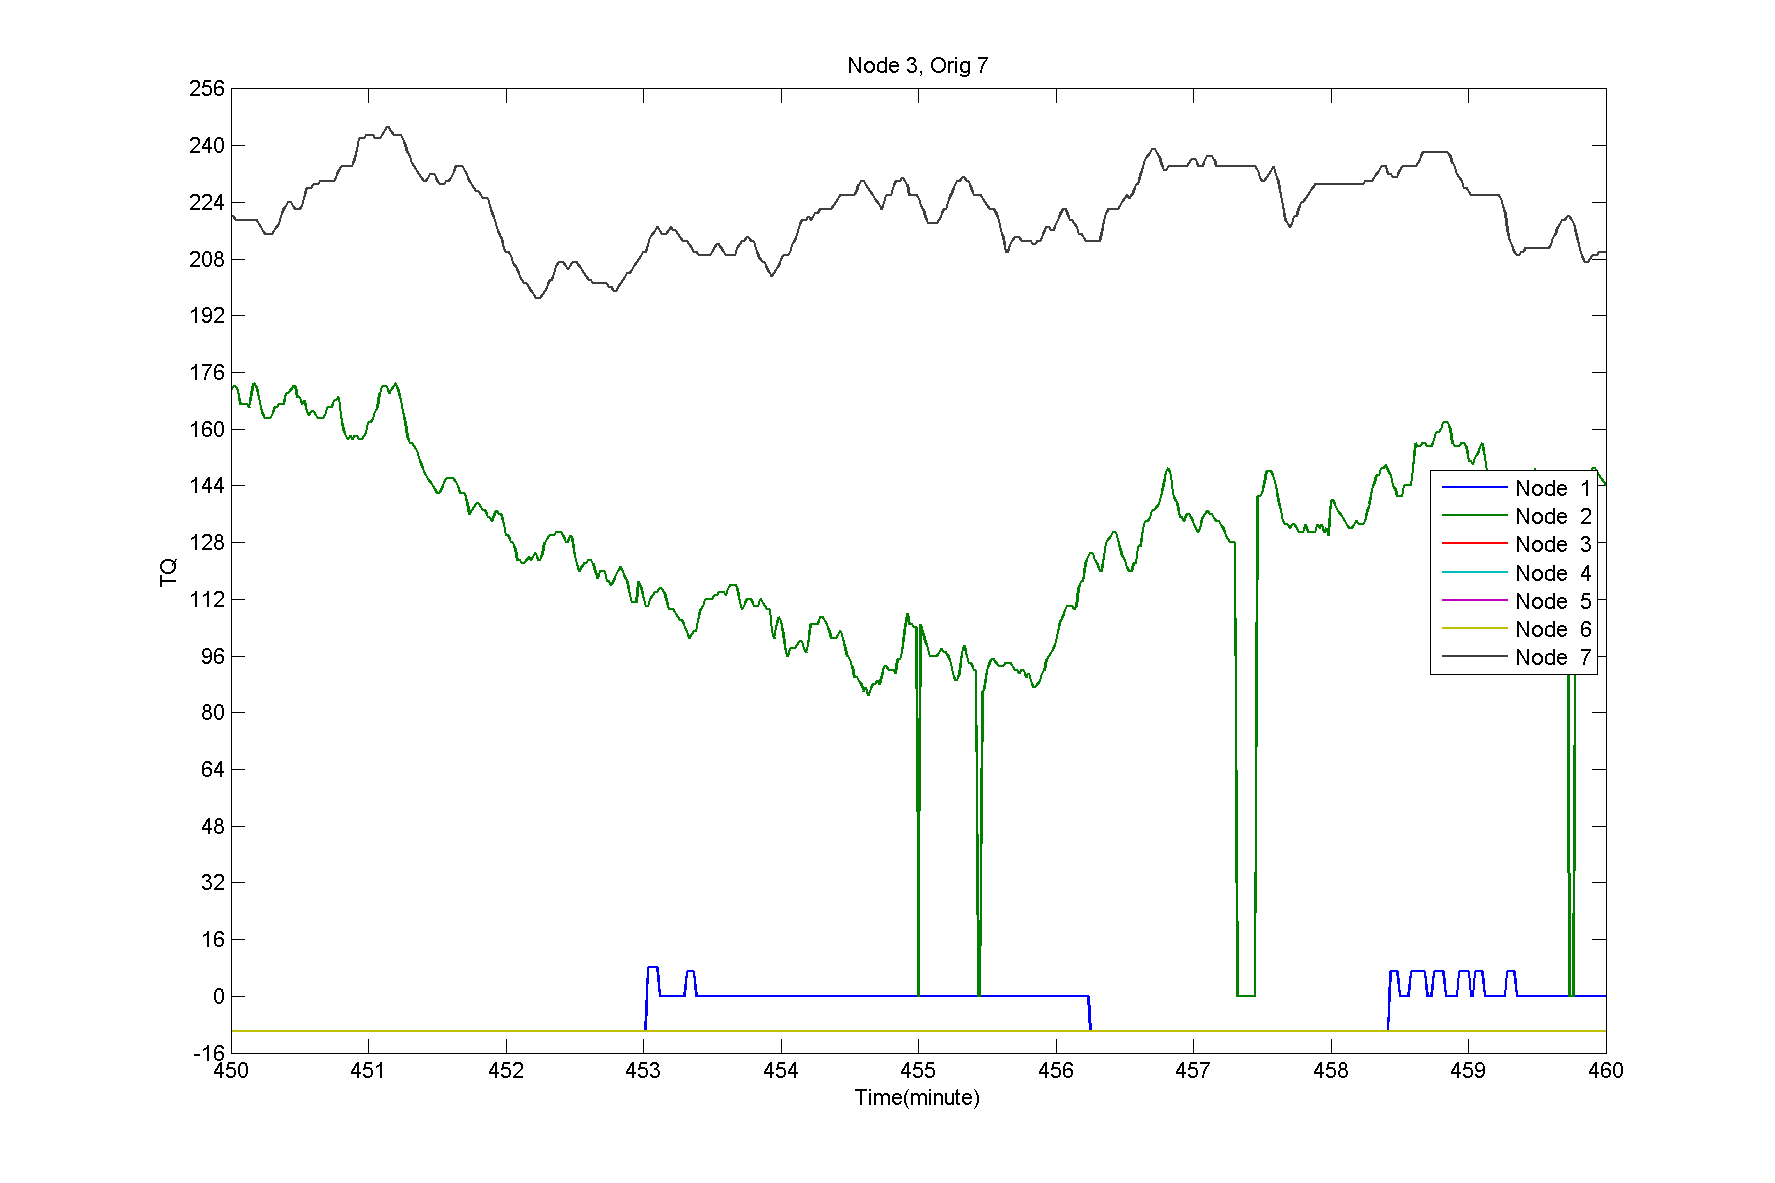 Node 3, Orig 7
256
240
224
208
192
176
160
144
128
112
96
80
64
48
32
16
0
-16
TQ
Node 1
Node 2
Node 3
Node 4
Node 5
Node 6
Node 7
450 451 452 453 454 455 456 457 458 459 460
Time(minute)